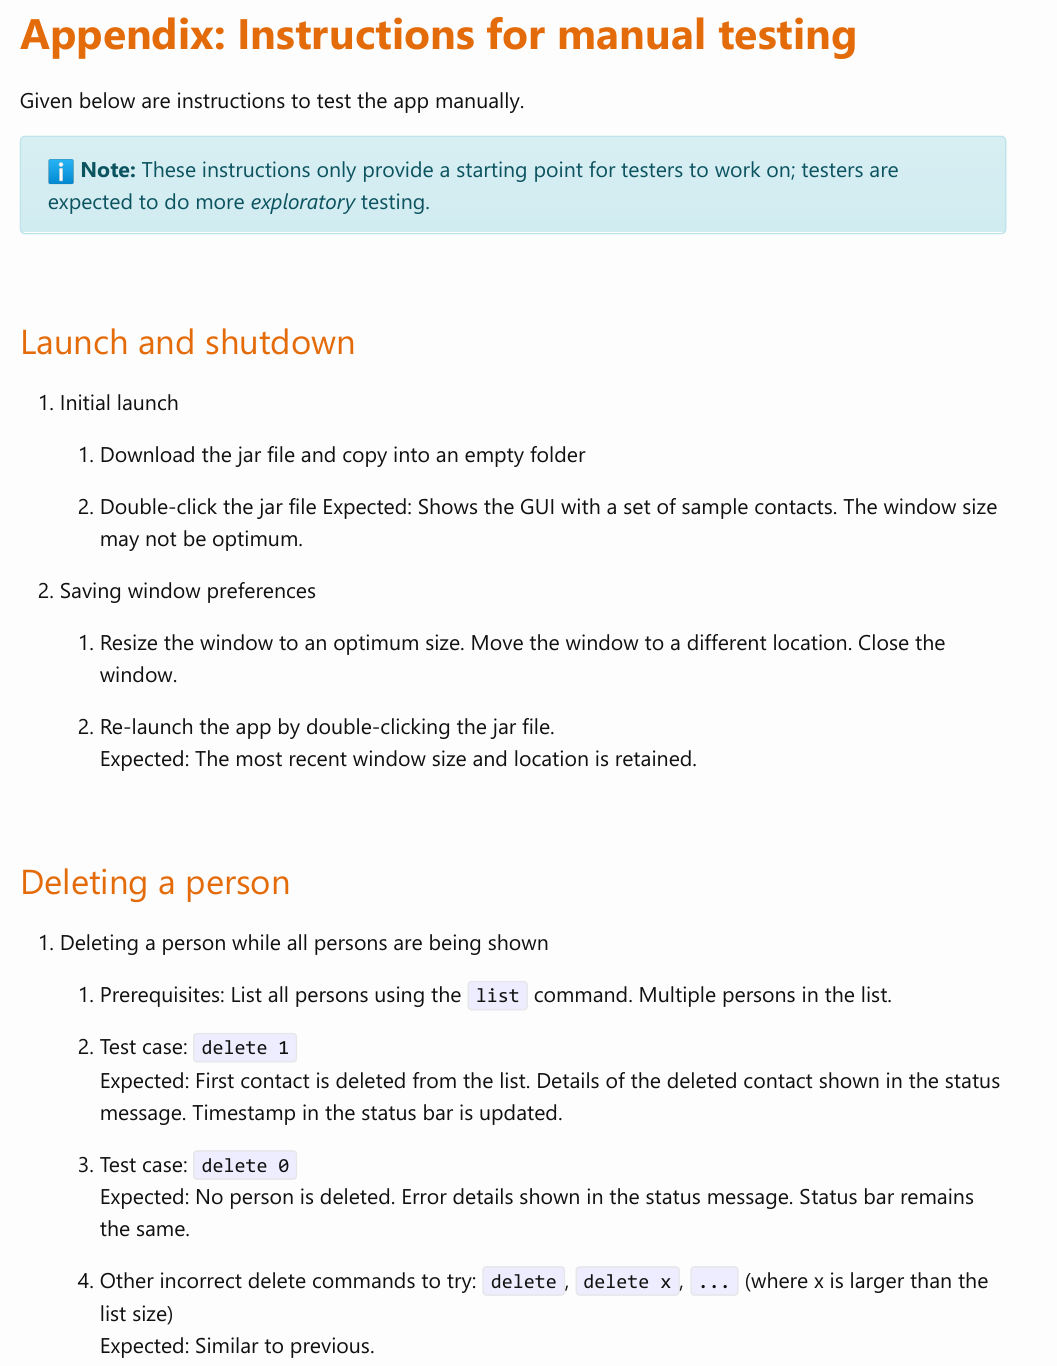 Appendix: Instructions for manual testing
Given below are instructions to test the app manually.
ℹ️ Note: These instructions only provide a starting point for testers to work on; testers are
expected to do more exploratory testing.
Launch and shutdown
1. Initial launch
1. Download the jar file and copy into an empty folder
2. Double-click the jar file Expected: Shows the GUI with a set of sample contacts. The window size
may not be optimum.
2. Saving window preferences
1. Resize the window to an optimum size. Move the window to a different location. Close the
window.
2. Re-launch the app by double-clicking the jar file.
Expected: The most recent window size and location is retained.
Deleting a person
1. Deleting a person while all persons are being shown
1. Prerequisites: List all persons using the list command. Multiple persons in the list.
2. Test case: delete 1
Expected: First contact is deleted from the list. Details of the deleted contact shown in the status
message. Timestamp in the status bar is updated.
3. Test case: delete 0
Expected: No person is deleted. Error details shown in the status message. Status bar remains
the same.
4. Other incorrect delete commands to try: delete, delete x, ... (where x is larger than the
list size)
Expected: Similar to previous.